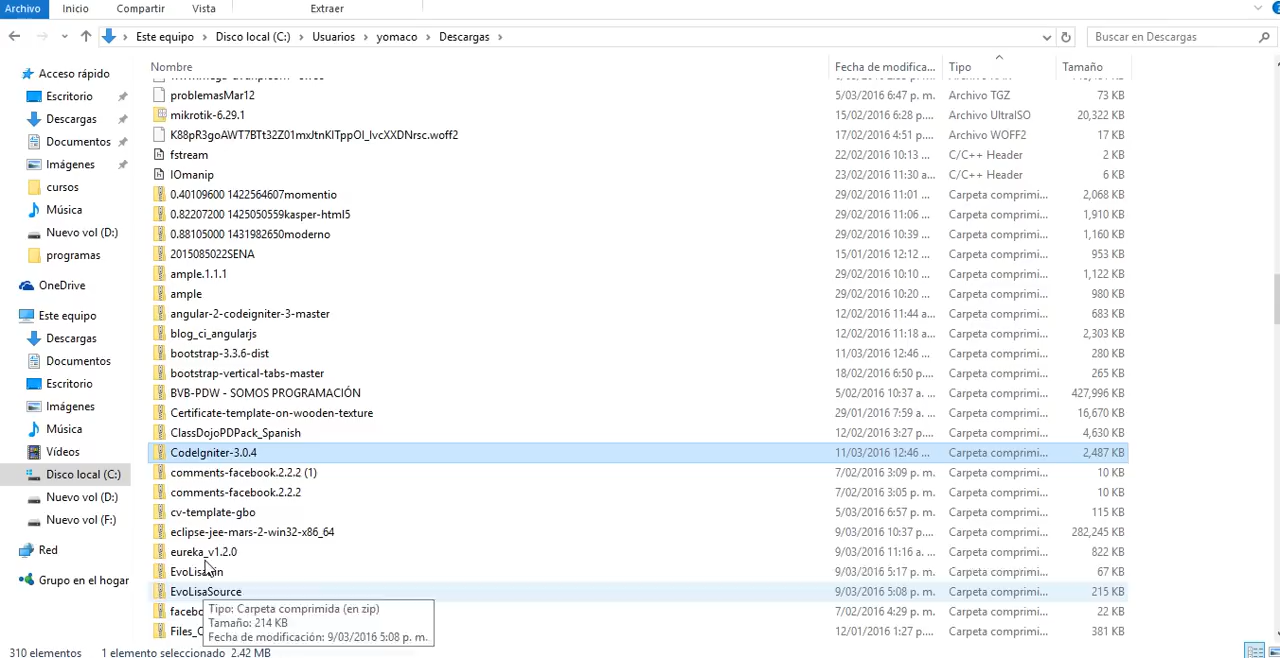 Archivo Inicio Compartir Vista Extraer
Este equipo Disco local (C:) Usuarios yomaco Descargas Buscar en Descargas
Nombre Fecha de modifica... Tipo Tamaño
Acceso rápido
Escritorio
Descargas
Documentos
Imágenes
cursos
Música
Nuevo vol (D:)
programas
OneDrive
Este equipo
Descargas
Documentos
Escritorio
Imágenes
Música
Vídeos
Disco local (C:)
Nuevo vol (D:)
Nuevo vol (F:)
Red
Grupo en el hogar
problemasMar12 5/03/2016 6:47 p. m. Archivo TGZ 73 KB
mikrotik-6.29.1 15/02/2016 6:28 p.... Archivo UltraISO 20,322 KB
K88pR3goAWT7BTt32Z01mxJtnKITppOI_IvcXXDNrsc.woff2 17/02/2016 4:51 p.... Archivo WOFF2 17 KB
fstream 22/02/2016 10:13 ... C/C++ Header 2 KB
IOmanip 23/02/2016 11:30 a... C/C++ Header 6 KB
0.40109600 1422564607momentio 29/02/2016 11:01 ... Carpeta comprimi... 2,068 KB
0.82207200 1425050559kasper-html5 29/02/2016 11:06 ... Carpeta comprimi... 1,910 KB
0.88105000 1431982650moderno 29/02/2016 10:39 ... Carpeta comprimi... 1,160 KB
2015085022SENA 15/01/2016 12:12 ... Carpeta comprimi... 953 KB
ample.1.1.1 29/02/2016 10:10 ... Carpeta comprimi... 1,122 KB
ample 29/02/2016 10:20 ... Carpeta comprimi... 980 KB
angular-2-codeigniter-3-master 12/02/2016 11:44 a... Carpeta comprimi... 683 KB
blog_ci_angularjs 12/02/2016 11:18 a... Carpeta comprimi... 2,303 KB
bootstrap-3.3.6-dist 11/03/2016 12:46 ... Carpeta comprimi... 280 KB
bootstrap-vertical-tabs-master 18/02/2016 6:50 p.... Carpeta comprimi... 265 KB
BVB-PDW - SOMOS PROGRAMACIÓN 5/02/2016 10:37 a. ... Carpeta comprimi... 427,996 KB
Certificate-template-on-wooden-texture 29/01/2016 7:59 a. ... Carpeta comprimi... 16,670 KB
ClassDojoPDPack_Spanish 12/02/2016 3:27 p.... Carpeta comprimi... 4,630 KB
CodeIgniter-3.0.4 11/03/2016 12:46 ... Carpeta comprimi... 2,487 KB
comments-facebook.2.2.2 (1) 7/02/2016 3:09 p. m. Carpeta comprimi... 10 KB
comments-facebook.2.2.2 7/02/2016 3:05 p. m. Carpeta comprimi... 10 KB
cv-template-gbo 5/03/2016 6:57 p. m. Carpeta comprimi... 115 KB
eclipse-jee-mars-2-win32-x86_64 9/03/2016 10:37 p.... Carpeta comprimi... 282,245 KB
eureka_v1.2.0 9/03/2016 11:16 a. ... Carpeta comprimi... 822 KB
9/03/2016 5:17 p. m. Carpeta comprimi... 67 KB
EvoLisaSource 9/03/2016 5:08 p. m. Carpeta comprimi... 215 KB
7/02/2016 4:29 p. m. Carpeta comprimi... 22 KB
12/01/2016 1:27 p.... Carpeta comprimi... 381 KB
Tipo: Carpeta comprimida (en zip)
Tamaño: 214 KB
Fecha de modificación: 9/03/2016 5:08 p. m.
310 elementos 1 elemento seleccionado 2.42 MB